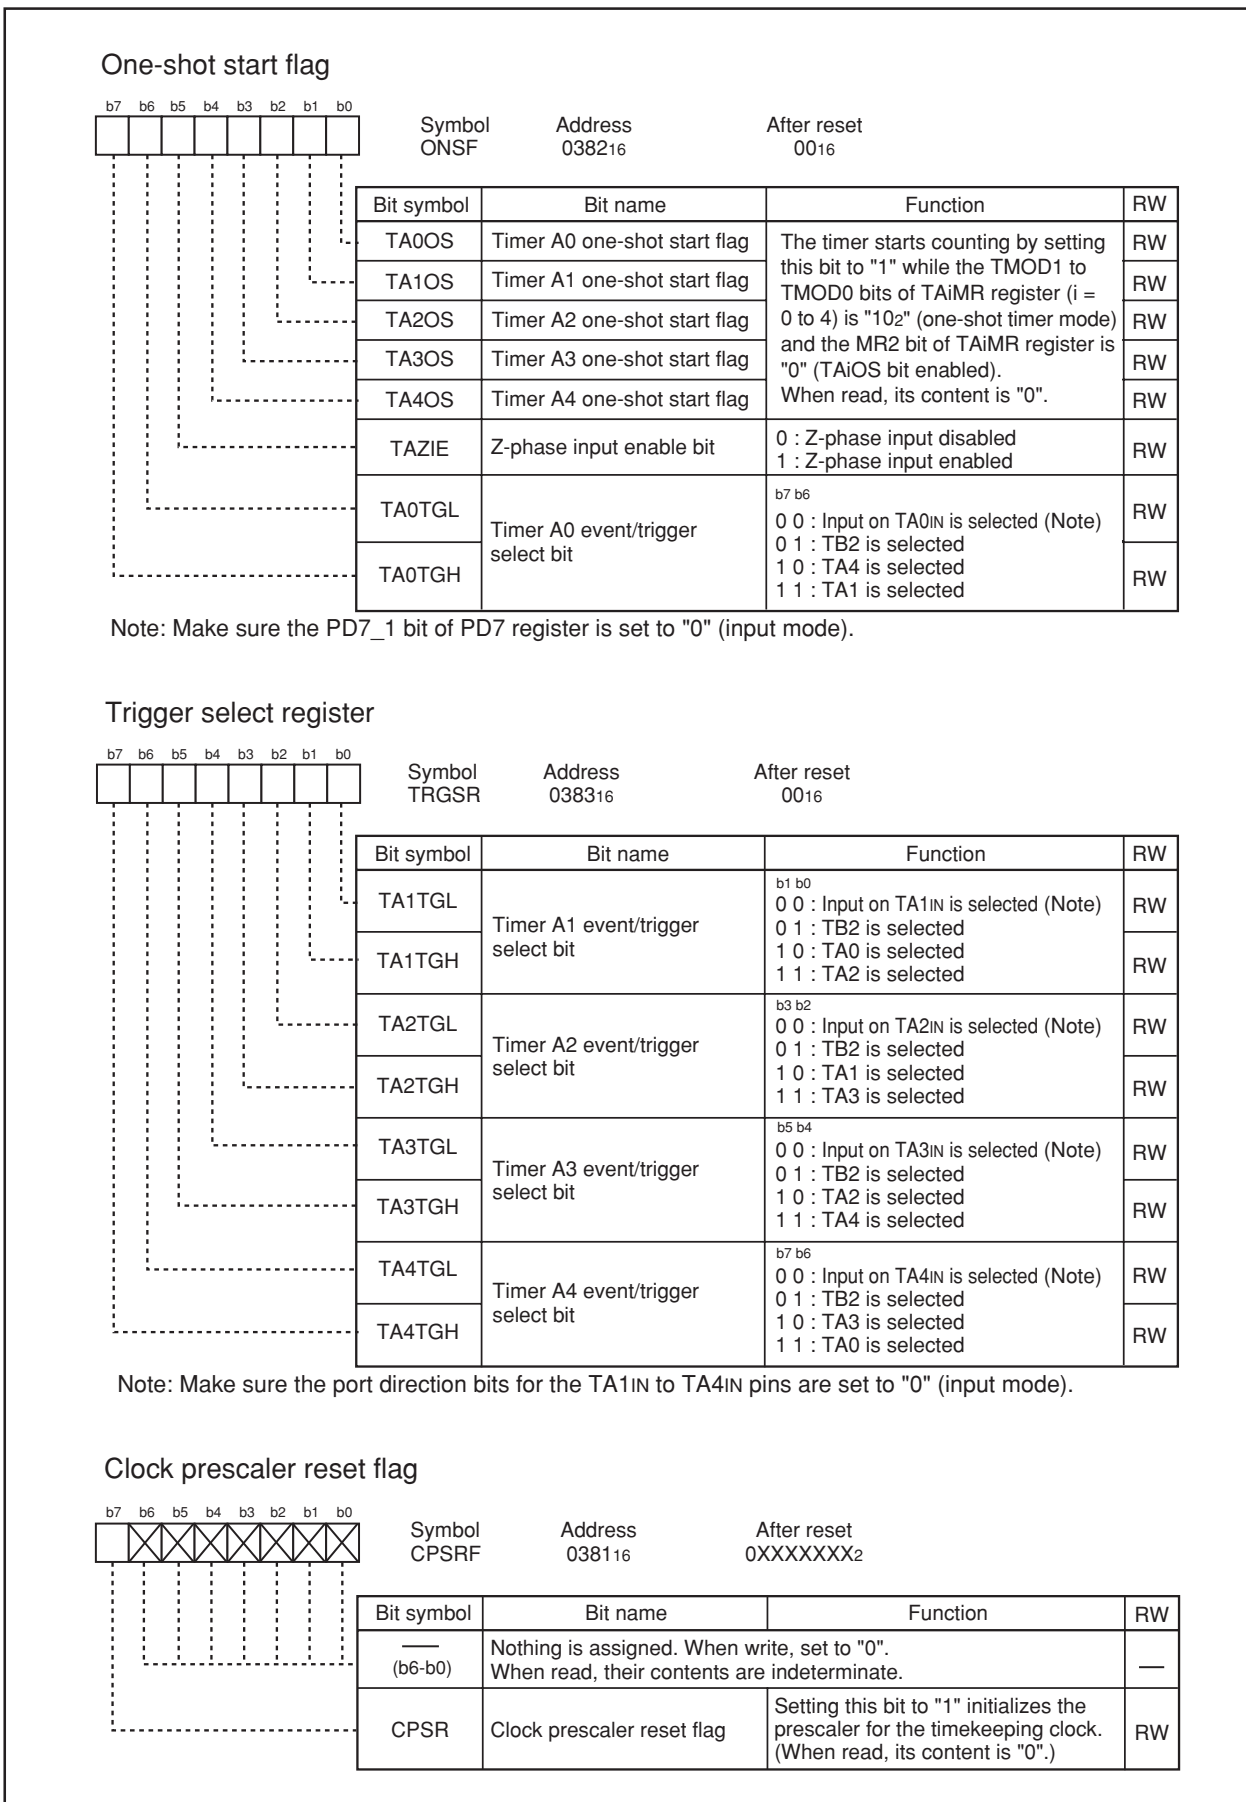 One-shot start flag
b7 b6 b5 b4 b3 b2 b1 b0
Symbol Address After reset
ONSF 038216 0016
Bit symbol Bit name Function RW
TA0OS Timer A0 one-shot start flag RW
TA1OS Timer A1 one-shot start flag RW
TA2OS Timer A2 one-shot start flag RW
TA3OS Timer A3 one-shot start flag RW
TA4OS Timer A4 one-shot start flag RW
The timer starts counting by setting
this bit to "1" while the TMOD1 to
TMOD0 bits of TAiMR register (i =
0 to 4) is "102" (one-shot timer mode)
and the MR2 bit of TAiMR register is
"0" (TAiOS bit enabled).
When read, its content is "0".
TAZIE Z-phase input enable bit RW
0 : Z-phase input disabled
1 : Z-phase input enabled
TA0TGL RW
TA0TGH RW
Timer A0 event/trigger
select bit
b7 b6
0 0 : Input on TA0IN is selected (Note)
0 1 : TB2 is selected
1 0 : TA4 is selected
1 1 : TA1 is selected
Note: Make sure the PD7_1 bit of PD7 register is set to "0" (input mode).
Trigger select register
b7 b6 b5 b4 b3 b2 b1 b0
Symbol Address After reset
TRGSR 038316 0016
Bit symbol Bit name Function RW
TA1TGL RW
TA1TGH RW
Timer A1 event/trigger
select bit
b1 b0
0 0 : Input on TA1IN is selected (Note)
0 1 : TB2 is selected
1 0 : TA0 is selected
1 1 : TA2 is selected
TA2TGL RW
TA2TGH RW
Timer A2 event/trigger
select bit
b3 b2
0 0 : Input on TA2IN is selected (Note)
0 1 : TB2 is selected
1 0 : TA1 is selected
1 1 : TA3 is selected
TA3TGL RW
TA3TGH RW
Timer A3 event/trigger
select bit
b5 b4
0 0 : Input on TA3IN is selected (Note)
0 1 : TB2 is selected
1 0 : TA2 is selected
1 1 : TA4 is selected
TA4TGL RW
TA4TGH RW
Timer A4 event/trigger
select bit
b7 b6
0 0 : Input on TA4IN is selected (Note)
0 1 : TB2 is selected
1 0 : TA3 is selected
1 1 : TA0 is selected
Note: Make sure the port direction bits for the TA1IN to TA4IN pins are set to "0" (input mode).
Clock prescaler reset flag
b7 b6 b5 b4 b3 b2 b1 b0
Symbol Address After reset
CPSRF 038116 0XXXXXXX2
Bit symbol Bit name Function RW
— (b6-b0) —
Nothing is assigned. When write, set to "0".
When read, their contents are indeterminate.
CPSR Clock prescaler reset flag RW
Setting this bit to "1" initializes the
prescaler for the timekeeping clock.
(When read, its content is "0".)